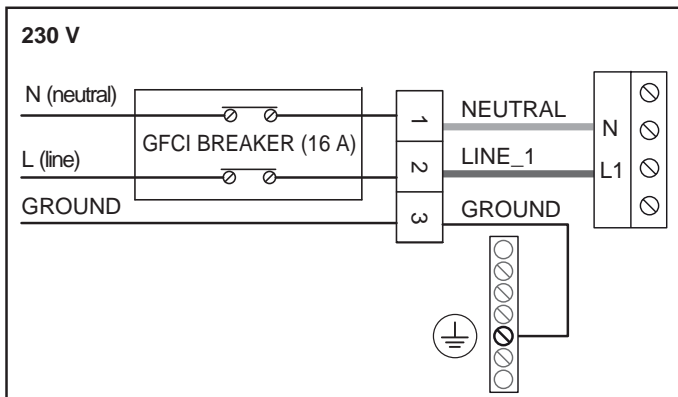 230 V
N (neutral)
GFCI BREAKER (16 A)
L (line)
GROUND
1
2
3
NEUTRAL
LINE_1
GROUND
N
L1